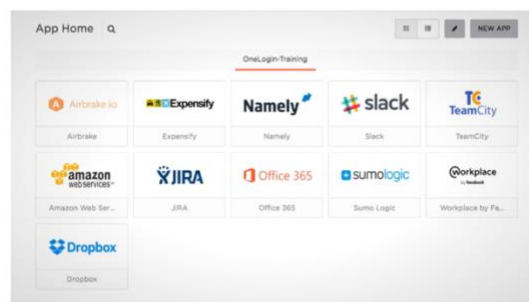 App Home
NEW APP
OneLogin-Training
Airbrake.io
Expensify
Namely
slack
TC
TeamCity
Airbrake
Expensify
Namely
Slack
TeamCity
amazon
webservices™
JIRA
Office 365
sumologic
Workplace
by facebook
Amazon Web Ser...
JIRA
Office 365
Sumo Logic
Workplace by Fa...
Dropbox
Dropbox